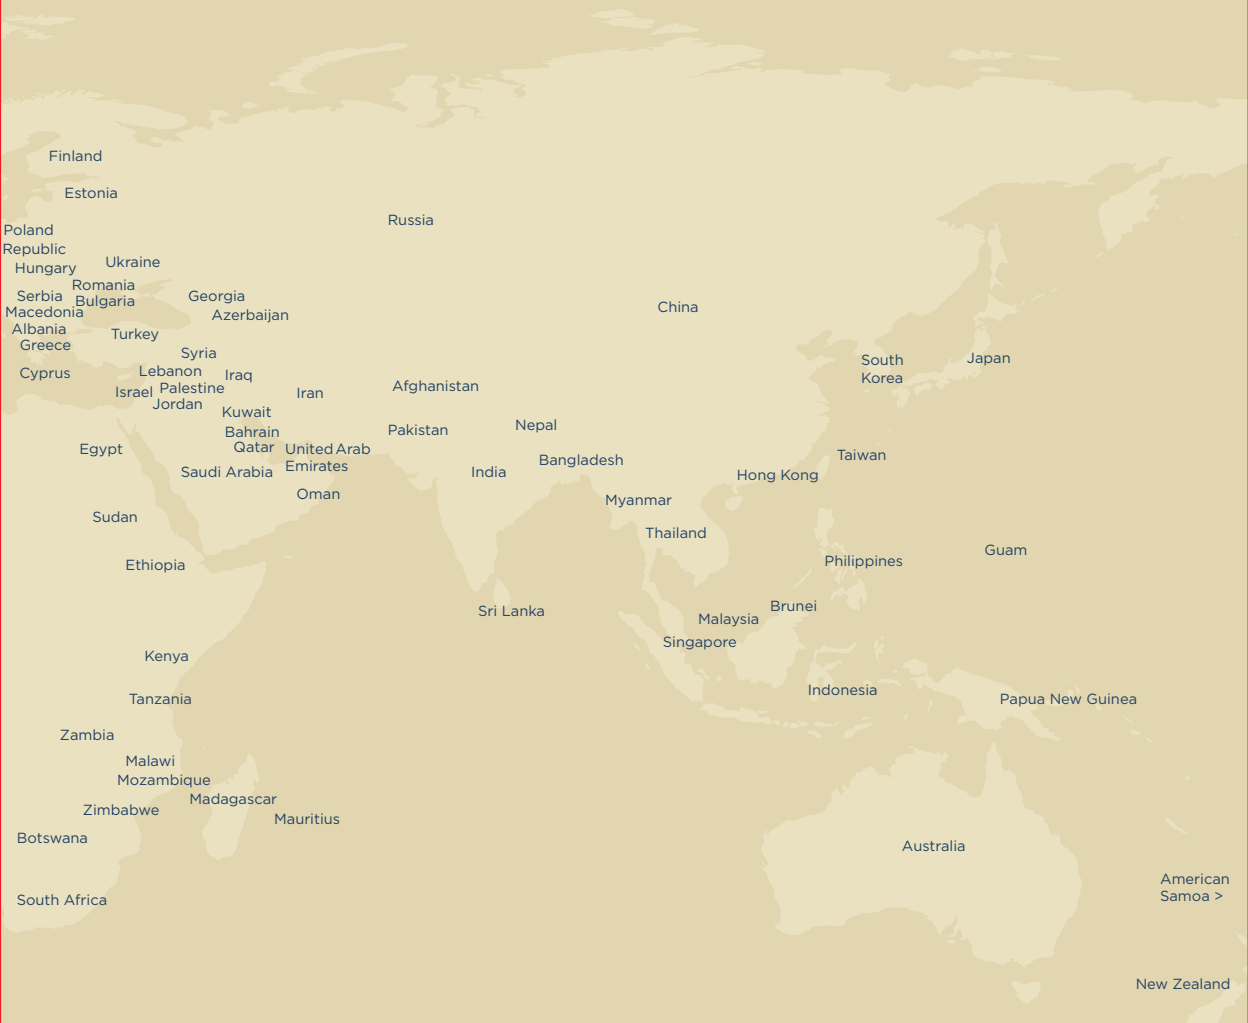 Finland
Estonia
Russia
Poland
Republic
Ukraine
Hungary
Romania
Serbia
Georgia
Bulgaria
China
Macedonia
Azerbaijan
Albania
Turkey
Greece
Syria
Japan
South
Korea
Cyprus
Lebanon
Iraq
Afghanistan
Palestine
Israel
Iran
Jordan
Kuwait
Nepal
Pakistan
Bahrain
Qatar
Egypt
United Arab
Emirates
Taiwan
Bangladesh
Saudi Arabia
India
Hong Kong
Oman
Myanmar
Sudan
Thailand
Guam
Philippines
Ethiopia
Brunei
Sri Lanka
Malaysia
Singapore
Kenya
Indonesia
Tanzania
Papua New Guinea
Zambia
Malawi
Mozambique
Madagascar
Zimbabwe
Mauritius
Botswana
Australia
American
Samoa >
South Africa
New Zealand